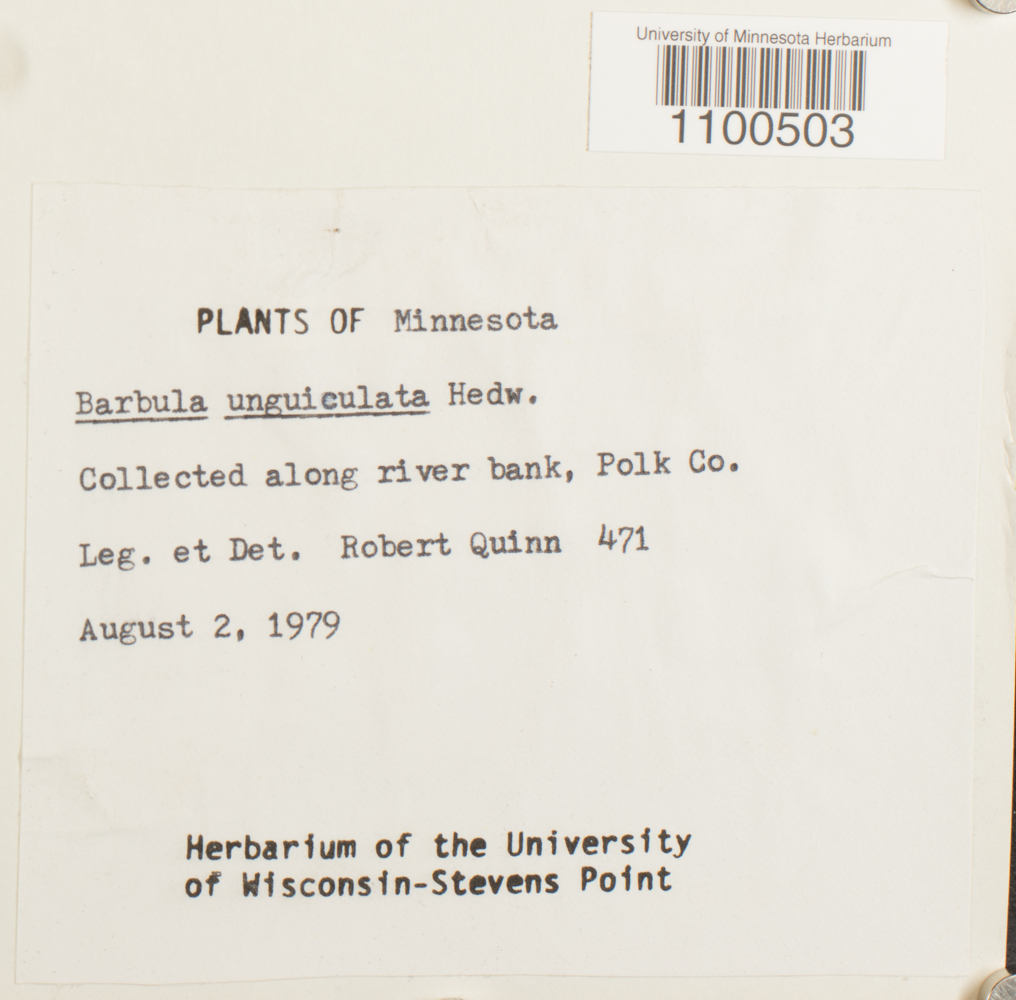 University of Minnesota Herbarium
1100503
PLANTS OF Minnesota
Barbula unguiculata Hedw.
Collected along river bank, Polk Co.
Leg. et Det. Robert Quinn 471
August 2, 1979
Herbarium of the University
of Wisconsin-Stevens Point